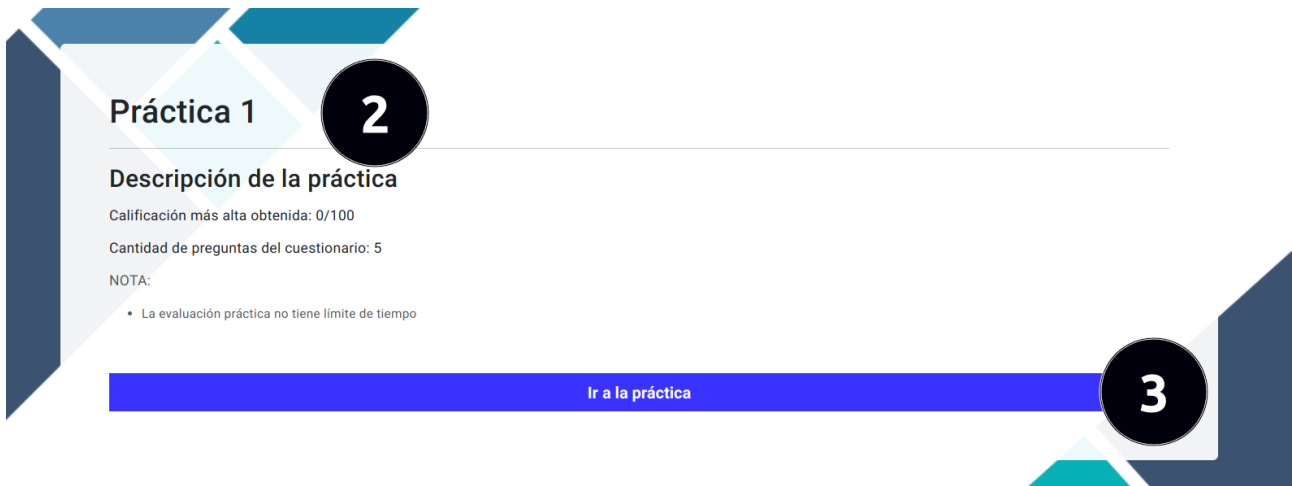 Práctica 1
2
Descripción de la práctica
Calificación más alta obtenida: 0/100
Cantidad de preguntas del cuestionario: 5
NOTA:
• La evaluación práctica no tiene límite de tiempo
Ir a la práctica
3